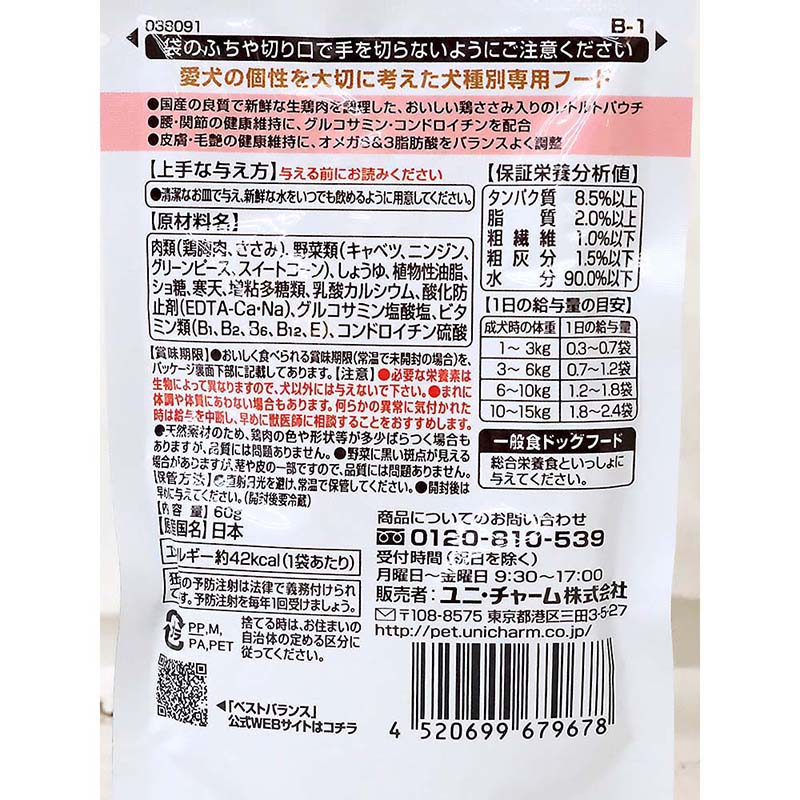 038091
B-1
袋のふちや切り口で手を切らないようにご注意ください
愛犬の個性を大切に考えた犬種別専用フード
●国産の良質で新鮮な生鶏肉を調理した、おいしい鶏ささみ入りのレトルトパウチ
●腰・関節の健康維持に、グルコサミン・コンドロイチンを配合
●皮膚・毛艶の健康維持に、オメガ6&3脂肪酸をバランスよく調整
【上手な与え方】与える前にお読みください
●清潔なお皿で与え、新鮮な水をいつでも飲めるように用意してください。
【原材料名】
肉類(鶏胸肉、ささみ)、野菜類(キャベツ、ニンジン、
グリーンピース、スイートコーン)、しょうゆ、植物性油脂、
ショ糖、寒天、増粘多糖類、乳酸カルシウム、酸化防
止剤(EDTA-Ca・Na)、グルコサミン塩酸塩、ビタ
ミン類(B1、B2、B6、B12、E)、コンドロイチン硫酸
【賞味期限】●おいしく食べられる賞味期限(常温で未開封の場合)を、
パッケージ裏面下部に記載してあります。【注意】●必要な栄養素は
生物によって異なりますので、犬以外には与えないで下さい。●まれに
体調や体質にあわない場合もあります。何らかの異常に気付かれた
時は給与を中断し、早めに獣医師に相談することをおすすめします。
●天然素材のため、鶏肉の色や形状等が多少ばらつく場合も
ありますが、品質には問題ありません。●野菜に黒い斑点が見える
場合がありますが、茎や皮の一部ですので、品質には問題ありません。
【保管方法】●直射日光を避け、常温で保管してください。●開封後は
早めに与えてください。(開封後要冷蔵)
【内容量】60g
【原産国名】日本
エネルギー約42kcal(1袋あたり)
の予防注射は法律で義務付けられて
す。予防注射を毎年1回受けましょう。
プラ
PP,M,
PA,PET
捨てる時は、お住まいの
自治体の定める区分に
従ってください。
◀「ベストバランス」
公式WEBサイトはコチラ
【保証栄養分析値】
タンパク質 8.5%以上
脂質 2.0%以上
粗繊維 1.0%以下
粗灰分 1.5%以下
水分 90.0%以下
【1日の給与量の目安】
成犬時の体重 1日の給与量
1~3kg 0.3~0.7袋
3~6kg 0.7~1.2袋
6~10kg 1.2~1.8袋
10~15kg 1.8~2.4袋
一般食ドッグフード
総合栄養食といっしょに
与えてください。
商品についてのお問い合わせ
0120-810-539
受付時間(祝日を除く)
月曜日~金曜日 9:30~17:00
販売者:ユニ・チャーム株式会社
〒108-8575 東京都港区三田3-5-27
http://pet.unicharm.co.jp/
4 520699 679678